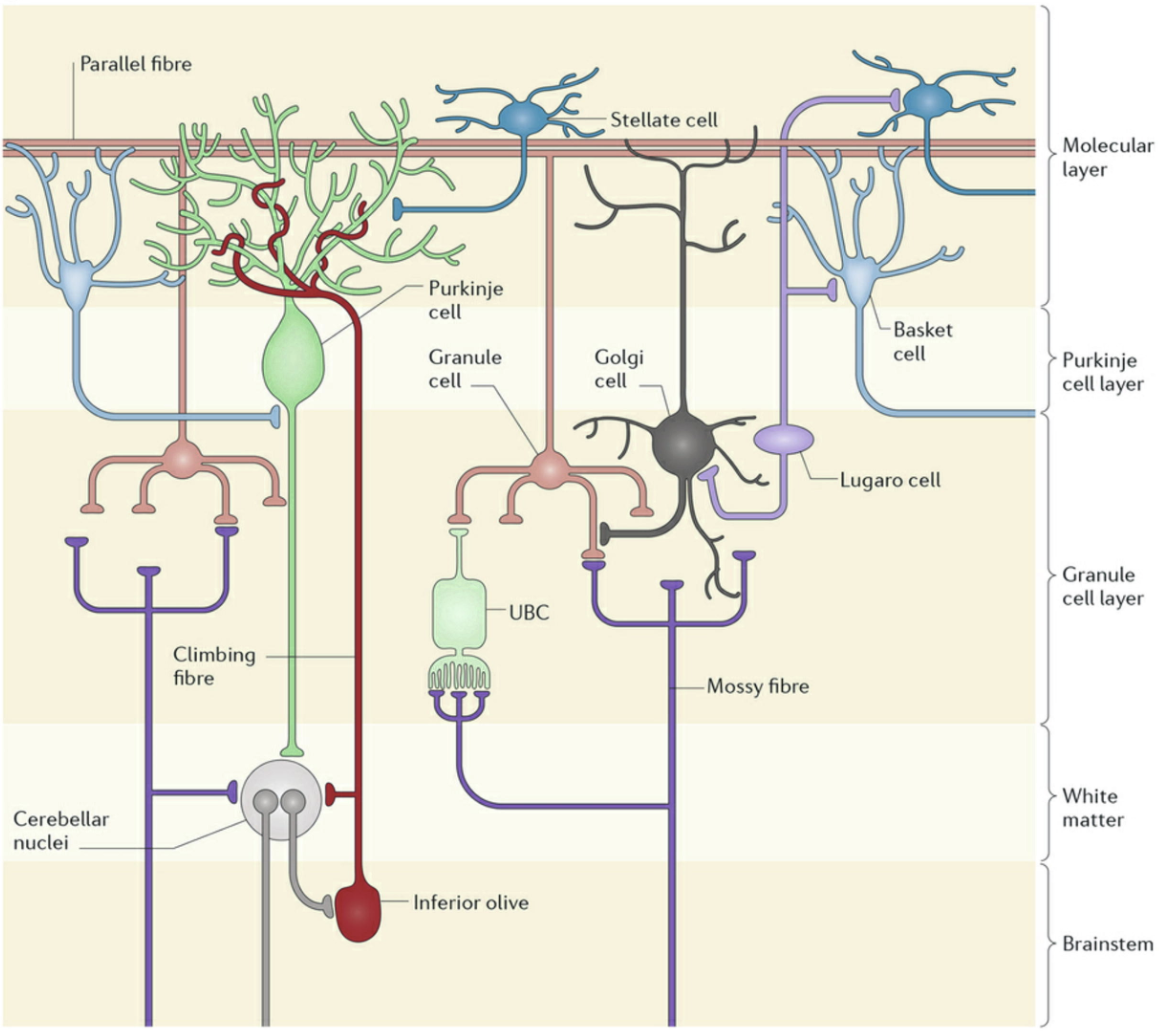 Parallel fibre
Stellate cell
Molecular
layer
Purkinje
cell
Basket
cell
Granule
cell
Golgi
cell
Purkinje
cell layer
Lugaro cell
UBC
Granule
cell layer
Climbing
fibre
Mossy fibre
Cerebellar
nuclei
White
matter
Inferior olive
Brainstem